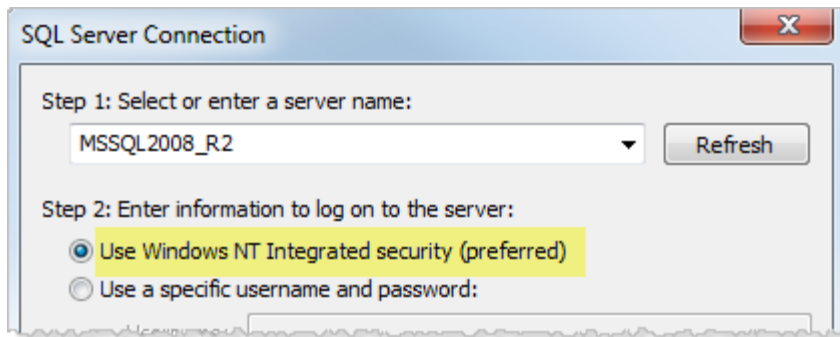 SQL Server Connection
Step 1: Select or enter a server name:
MSSQL2008_R2
Refresh
Step 2: Enter information to log on to the server:
Use Windows NT Integrated security (preferred)
Use a specific username and password: